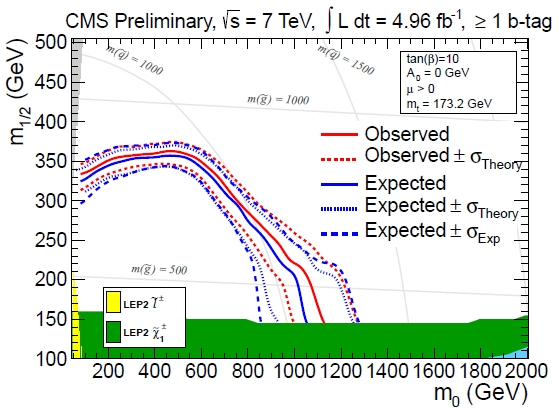 CMS Preliminary, √s = 7 TeV, ∫ L dt = 4.96 fb⁻¹, ≥ 1 b-tag
m₁/₂ (GeV)
500
450
400
350
300
250
200
150
100
m(q̃) = 1000
m(q̃) = 1500
m(g̃) = 1000
m(g̃) = 500
tan(β)=10
A₀ = 0 GeV
μ > 0
mₜ = 173.2 GeV
Observed
Observed ± σTheory
Expected
Expected ± σTheory
Expected ± σExp
LEP2 l̃±
LEP2 χ̃₁±
200 400 600 800 1000 1200 1400 1600 1800 2000
m₀ (GeV)